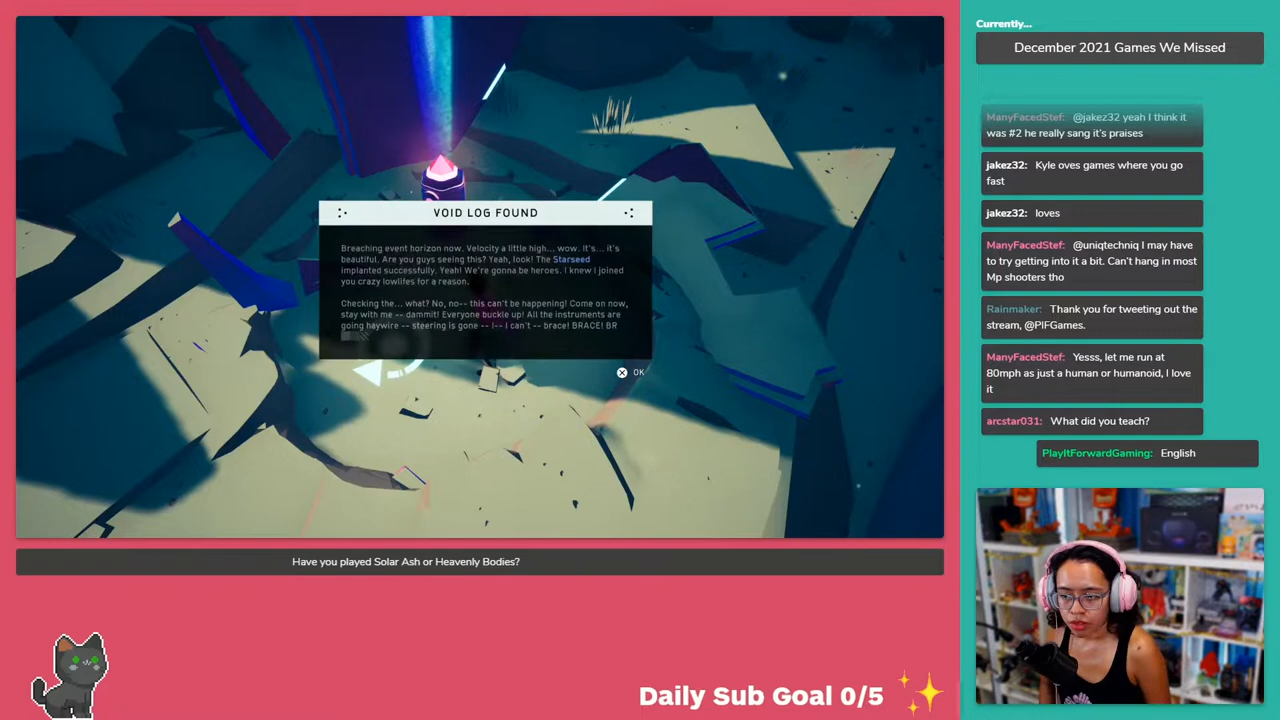 Currently...
December 2021 Games We Missed
VOID LOG FOUND
Breaching event horizon now. Velocity a little high... wow. It's... it's
beautiful. Are you guys seeing this? Yeah, look! The Starseed
implanted successfully. Yeah! We're gonna be heroes. I knew I joined
you crazy lowlifes for a reason.
Checking the... what? No, no-- this can't be happening! Come on now,
stay with me -- dammit! Everyone buckle up! All the instruments are
going haywire -- steering is gone -- I-- I can't -- brace! BRACE! BR
OK
ManyFacedStef: @jakez32 yeah I think it
was #2 he really sang it's praises
jakez32: Kyle oves games where you go
fast
jakez32: loves
ManyFacedStef: @uniqtechniq I may have
to try getting into it a bit. Can't hang in most
Mp shooters tho
Rainmaker: Thank you for tweeting out the
stream, @PIFGames.
ManyFacedStef: Yesss, let me run at
80mph as just a human or humanoid, I love
it
arcstar031: What did you teach?
PlayItForwardGaming: English
Have you played Solar Ash or Heavenly Bodies?
Daily Sub Goal 0/5